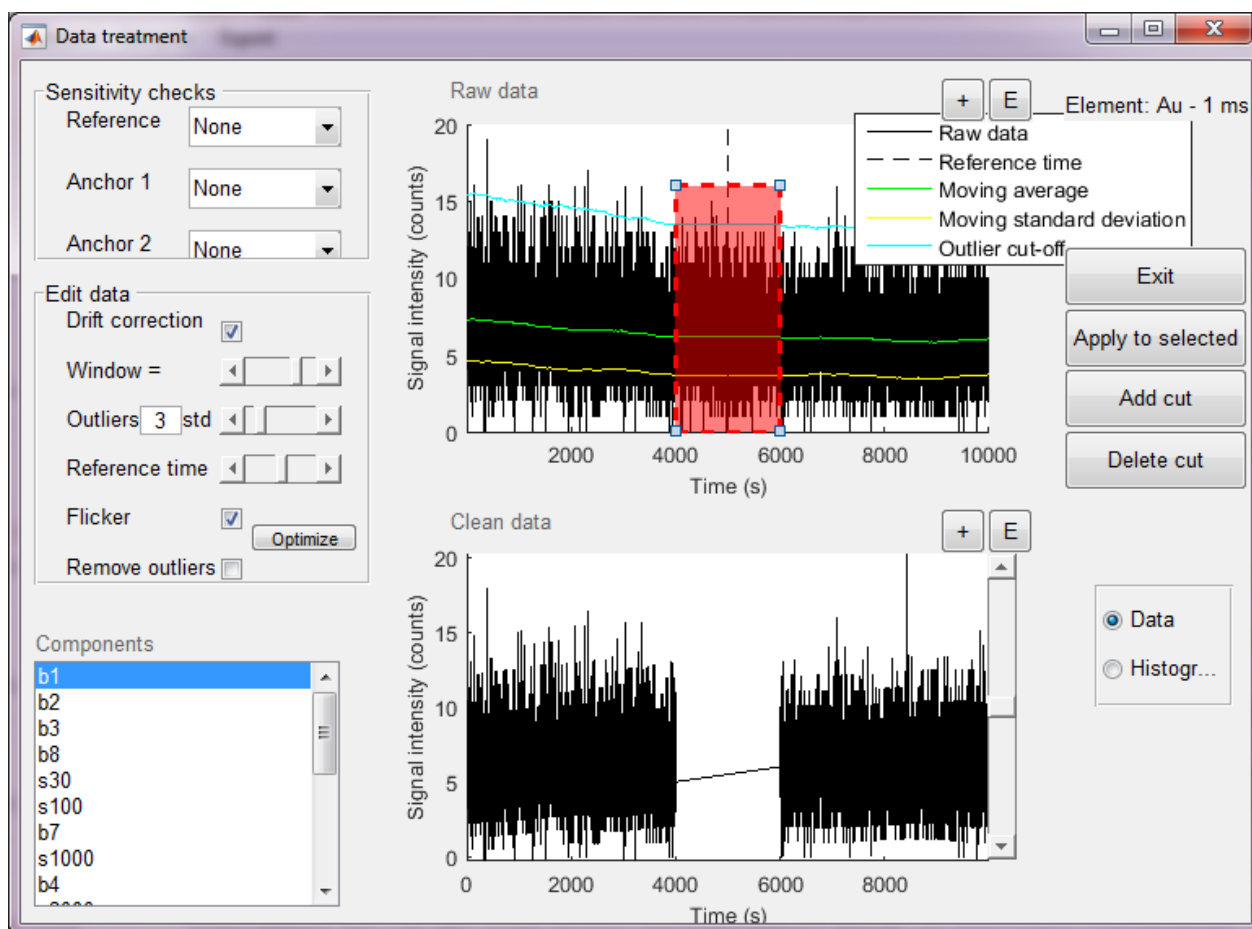 Data treatment
Sensitivity checks
Reference
None
Anchor 1
None
Anchor 2
None
Edit data
Drift correction
Window =
Outliers 3 std
Reference time
Flicker
Optimize
Remove outliers
Components
b1
b2
b3
b8
s30
s100
b7
s1000
b4
Raw data
+ E
Element: Au - 1 ms
Raw data
Reference time
Moving average
Moving standard deviation
Outlier cut-off
20
15
10
5
0
Signal intensity (counts)
2000 4000 6000 8000 10000
Time (s)
Exit
Apply to selected
Add cut
Delete cut
Clean data
+ E
20
15
10
5
0
Signal intensity (counts)
0 2000 4000 6000 8000
Time (s)
Data
Histogr...